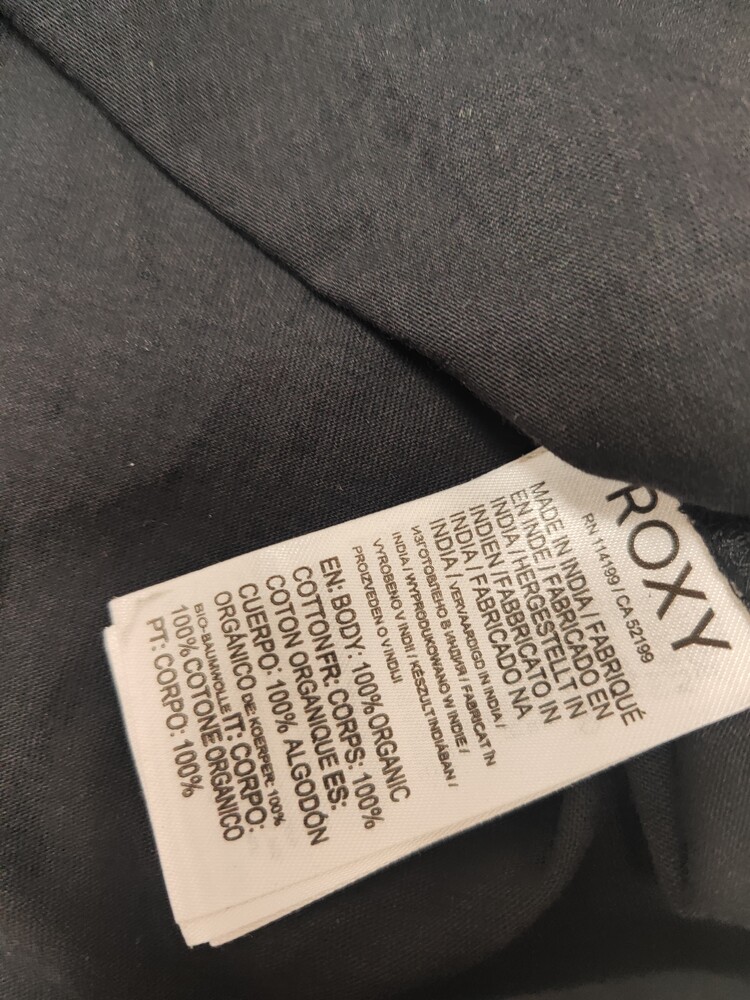 ROXY
RN 114199 / CA 52199
MADE IN INDIA / FABRIQUÉ
EN INDE / FABRICADO EN
INDIA / HERGESTELLT IN
INDIEN / FABBRICATO IN
INDIA / FABRICADO NA
INDIA / VERVAARDIGD IN INDIA /
ИЗГОТОВЛЕНО В ИНДИЯ / FABRICAT ÎN
INDIA / WYPRODUKOWANO W INDIE /
VYROBENO V INDII / KÉSZULT INDIÁBAN /
PROIZVEDEN O V INDIJI
EN: BODY: 100% ORGANIC
COTTONFR: CORPS: 100%
COTON ORGANIQUE ES:
CUERPO: 100% ALGODÓN
ORGÁNICO DE: KOERPER: 100%
BIO-BAUMWOLLE IT: CORPO:
100% COTONE ORGANICO
PT: CORPO: 100%